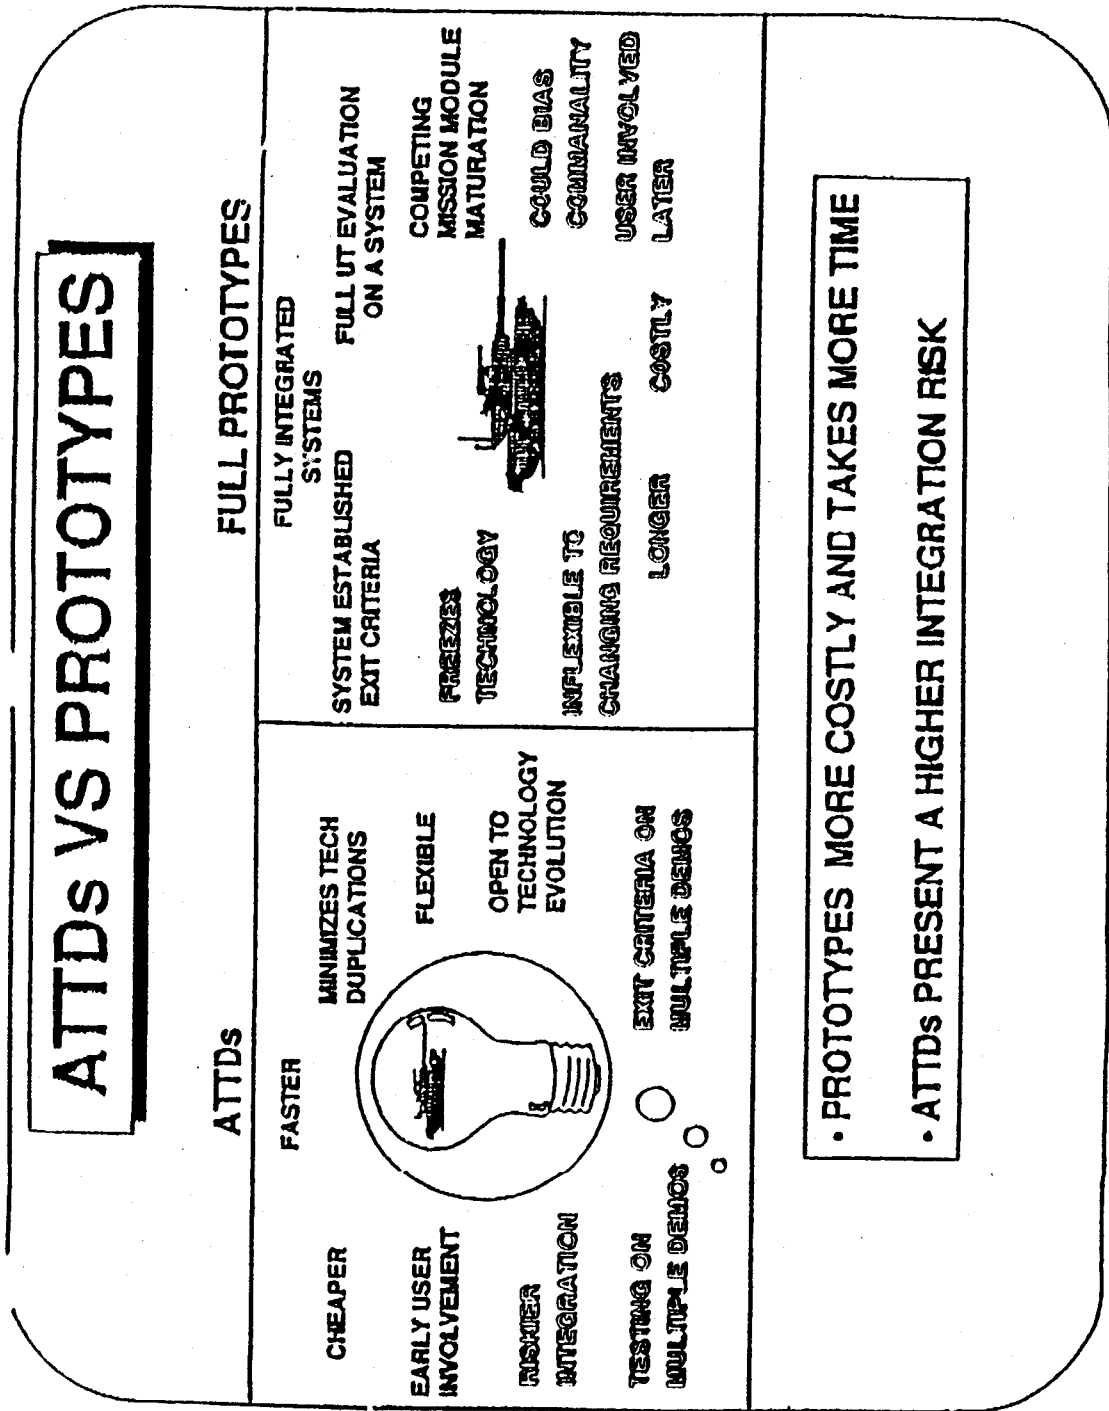 ATTDs VS PROTOTYPES
ATTDs
FASTER
CHEAPER
MINIMIZES TECH
DUPLICATIONS
EARLY USER
INVOLVEMENT
FLEXIBLE
RISKIER
INTEGRATION
OPEN TO
TECHNOLOGY
EVOLUTION
TESTING ON
MULTIPLE DEMOS
EXIT CRITERIA ON
MULTIPLE DEMOS
FULL PROTOTYPES
FULLY INTEGRATED
SYSTEMS
SYSTEM ESTABLISHED
EXIT CRITERIA
FULL UT EVALUATION
ON A SYSTEM
FREEZES
TECHNOLOGY
COMPETING
MISSION MODULE
MATURATION
INFLEXIBLE TO
CHANGING REQUIREMENTS
COULD BIAS
COMMANALITY
LONGER
COSTLY
USER INVOLVED
LATER
• PROTOTYPES MORE COSTLY AND TAKES MORE TIME
• ATTDs PRESENT A HIGHER INTEGRATION RISK